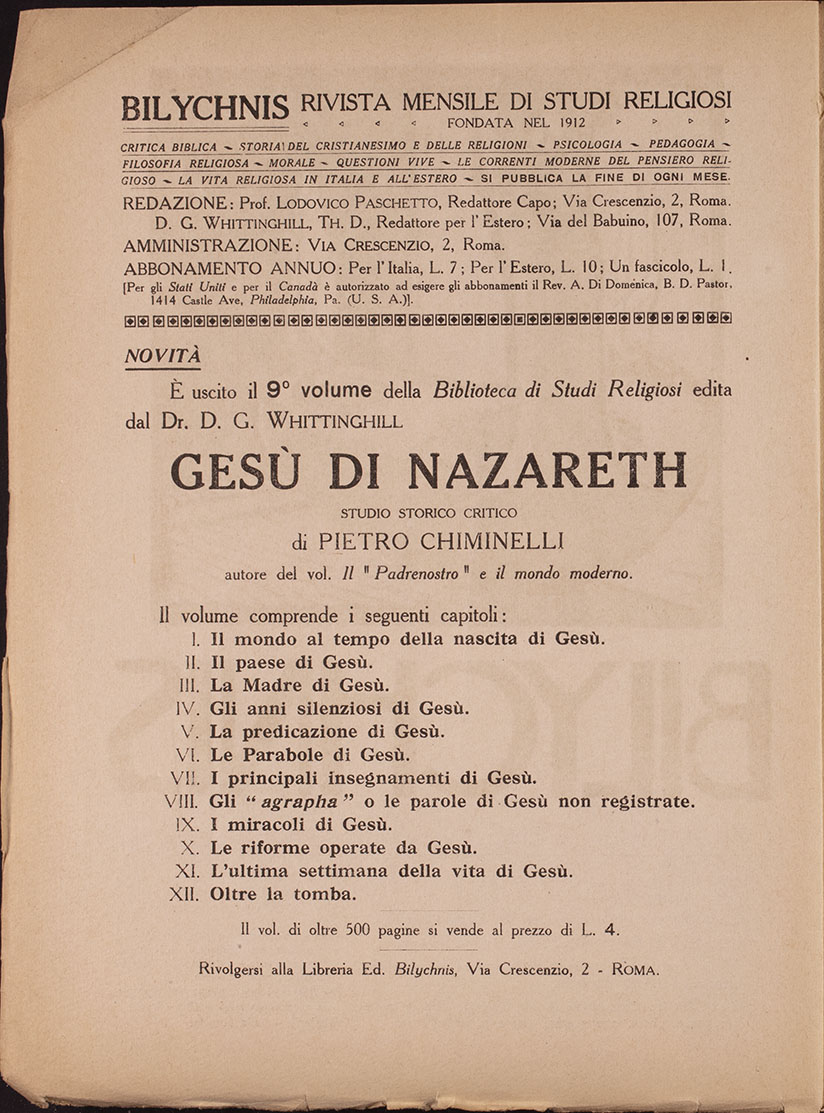 BILYCHNIS RIVISTA MENSILE DI STUDI RELIGIOSI
FONDATA NEL 1912
CRITICA BIBLICA ~ STORIA DEL CRISTIANESIMO E DELLE RELIGIONI ~ PSICOLOGIA ~ PEDAGOGIA ~
FILOSOFIA RELIGIOSA ~ MORALE ~ QUESTIONI VIVE ~ LE CORRENTI MODERNE DEL PENSIERO RELI-
GIOSO ~ LA VITA RELIGIOSA IN ITALIA E ALL'ESTERO ~ SI PUBBLICA LA FINE DI OGNI MESE.
REDAZIONE: Prof. LODOVICO PASCHETTO, Redattore Capo; Via Crescenzio, 2, Roma.
D. G. WHITTINGHILL, TH. D., Redattore per l'Estero; Via del Babuino, 107, Roma.
AMMINISTRAZIONE: VIA CRESCENZIO, 2, Roma.
ABBONAMENTO ANNUO: Per l'Italia, L. 7; Per l'Estero, L. 10; Un fascicolo, L. 1.
[Per gli Stati Uniti e per il Canadà è autorizzato ad esigere gli abbonamenti il Rev. A. Di Domenica, B. D. Pastor,
1414 Castle Ave, Philadelphia, Pa. (U. S. A.)].
NOVITÀ
È uscito il 9° volume della Biblioteca di Studi Religiosi edita
dal Dr. D. G. WHITTINGHILL
GESÙ DI NAZARETH
STUDIO STORICO CRITICO
di PIETRO CHIMINELLI
autore del vol. Il "Padrenostro" e il mondo moderno.
Il volume comprende i seguenti capitoli:
I. Il mondo al tempo della nascita di Gesù.
II. Il paese di Gesù.
III. La Madre di Gesù.
IV. Gli anni silenziosi di Gesù.
V. La predicazione di Gesù.
VI. Le Parabole di Gesù.
VII. I principali insegnamenti di Gesù.
VIII. Gli "agrapha" o le parole di Gesù non registrate.
IX. I miracoli di Gesù.
X. Le riforme operate da Gesù.
XI. L'ultima settimana della vita di Gesù.
XII. Oltre la tomba.
Il vol. di oltre 500 pagine si vende al prezzo di L. 4.
Rivolgersi alla Libreria Ed. Bilychnis, Via Crescenzio, 2 - ROMA.